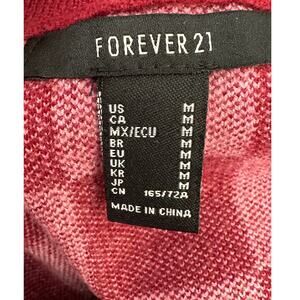 FOREVER 21
US M
CA M
MX/ECU M
BR M
EU M
UK M
KR M
JP M
CN 165/72A
MADE IN CHINA